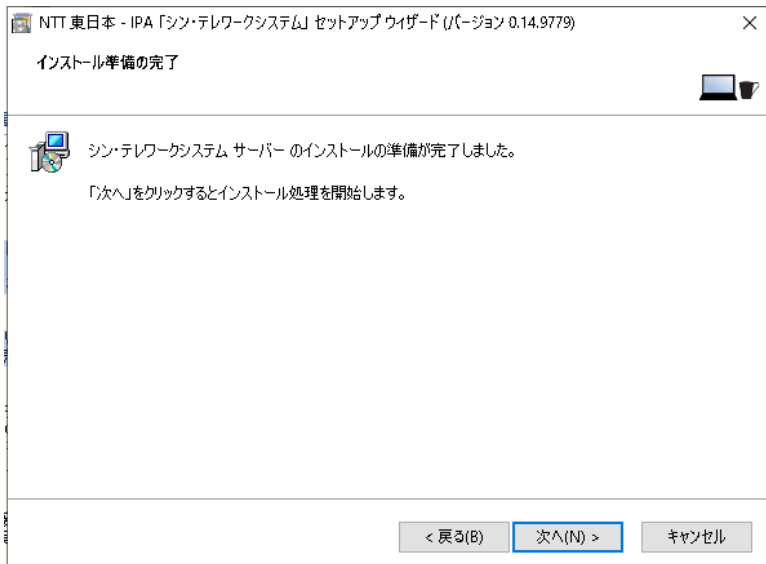 NTT 東日本 - IPA 「シン・テレワークシステム」 セットアップ ウィザード (バージョン 0.14.9779)
インストール準備の完了
シン・テレワークシステム サーバー のインストールの準備が完了しました。
「次へ」をクリックするとインストール処理を開始します。
< 戻る(B)
次へ(N) >
キャンセル